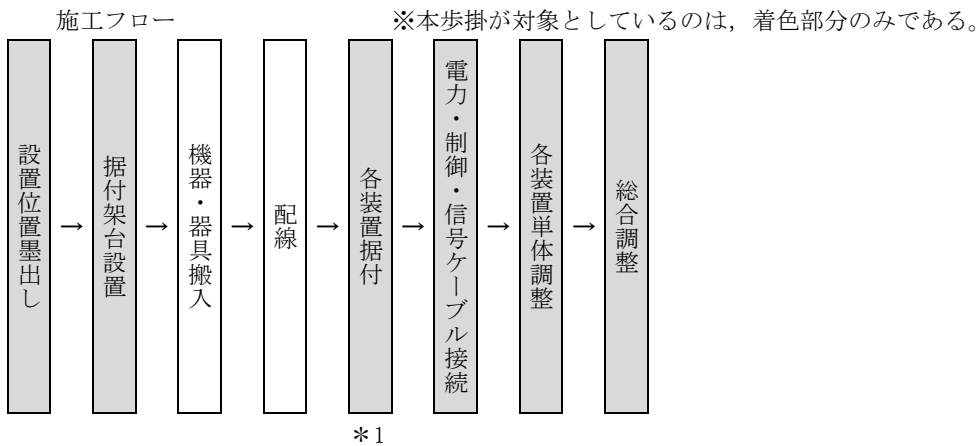 施工フロー
※本歩掛が対象としているのは，着色部分のみである。
設置位置墨出し
→
据付架台設置
→
機器・器具搬入
→
配線
→
各装置据付
→
電力・制御・信号ケーブル接続
→
各装置単体調整
→
総合調整
＊1